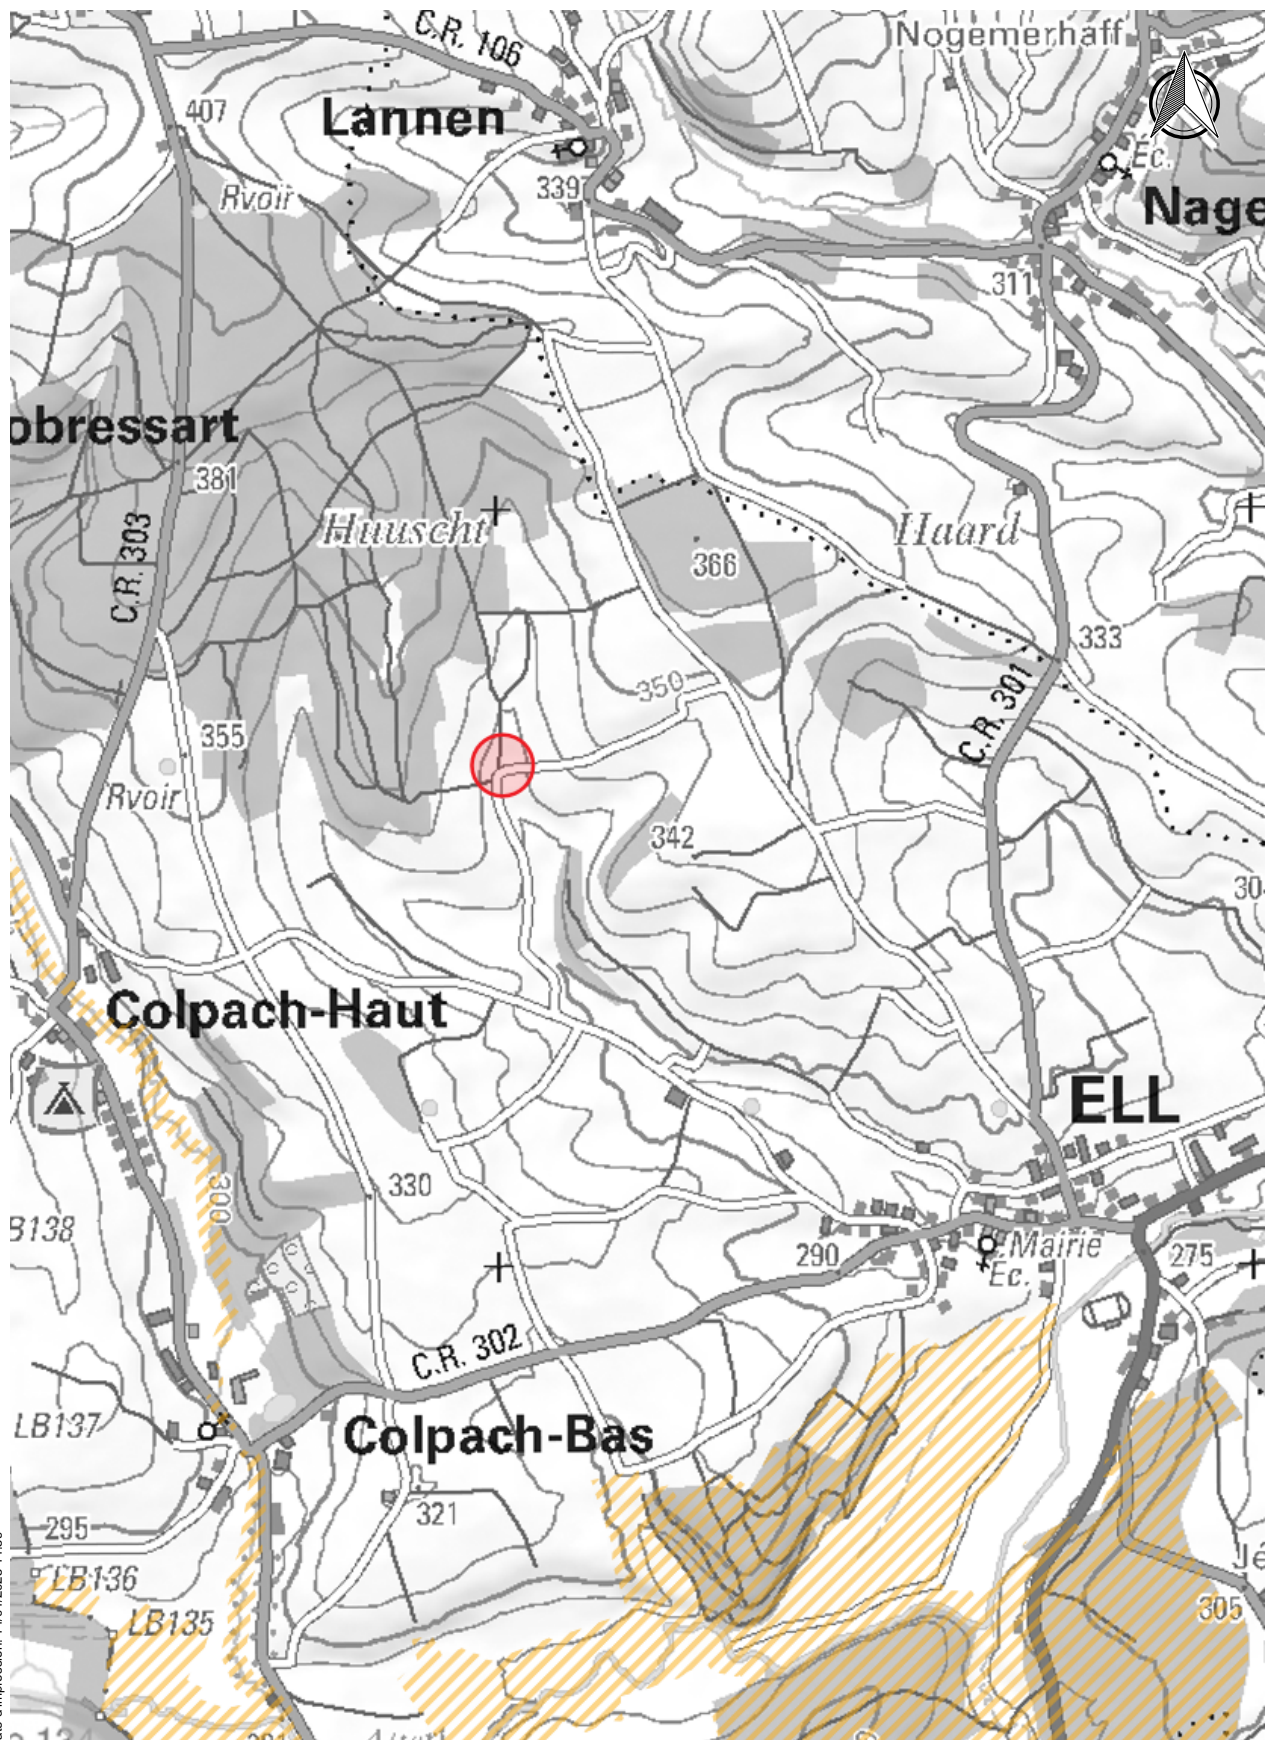 C.R. 106
Nogemerhaff
Lannen
407
Éc.
Rvoir
339
Nage
311
obressart
381
Huuscht
Haard
C.R. 303
366
333
350
C.R. 301
355
Rvoir
342
30
Colpach-Haut
ELL
300
330
B138
Mairie
290
275
Éc.
C.R. 302
LB137
Colpach-Bas
321
295
LB136
Jé
305
LB135